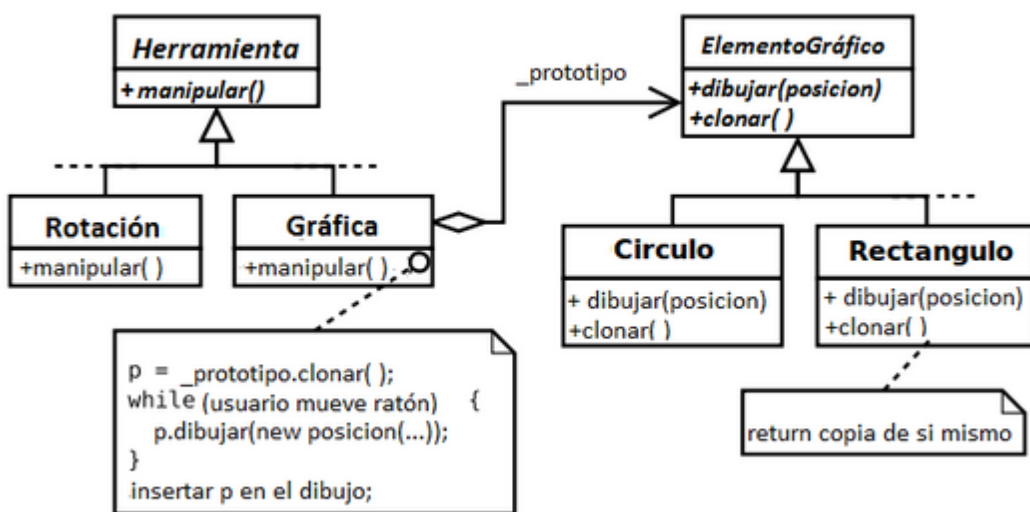 Herramienta
+ manipular()
ElementoGráfico
+dibujar(posicion)
+clonar( )
_prototipo
Rotación
+manipular( )
Gráfica
+manipular( )
Circulo
+ dibujar(posicion)
+clonar( )
Rectangulo
+ dibujar(posicion)
+clonar( )
p = _prototipo.clonar( );
while (usuario mueve ratón) {
p.dibujar(new posicion(...));
}
insertar p en el dibujo;
return copia de si mismo